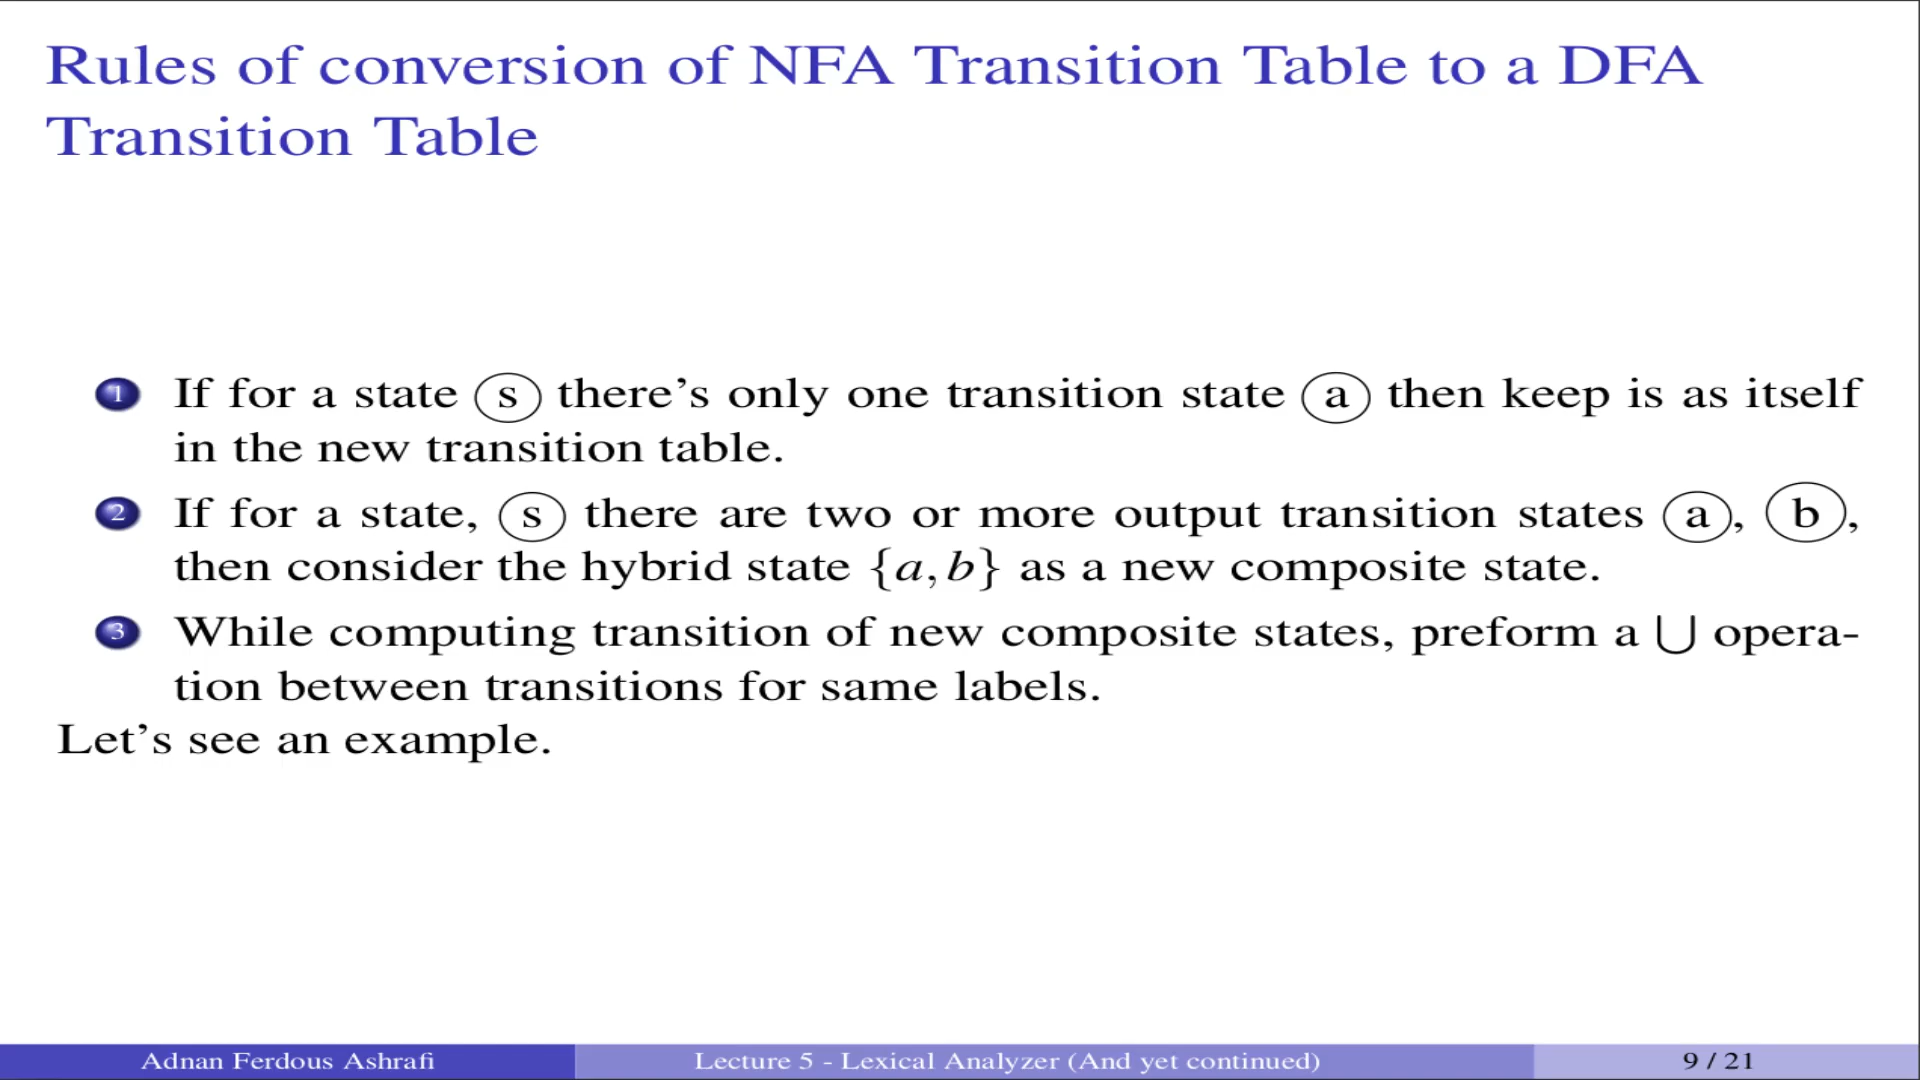 Rules of conversion of NFA Transition Table to a DFA
Transition Table
1 If for a state s there's only one transition state a then keep is as itself
in the new transition table.
2 If for a state, s there are two or more output transition states a, b,
then consider the hybrid state {a,b} as a new composite state.
3 While computing transition of new composite states, preform a ⋃ opera-
tion between transitions for same labels.
Let's see an example.
Adnan Ferdous Ashrafi Lecture 5 - Lexical Analyzer (And yet continued) 9 / 21